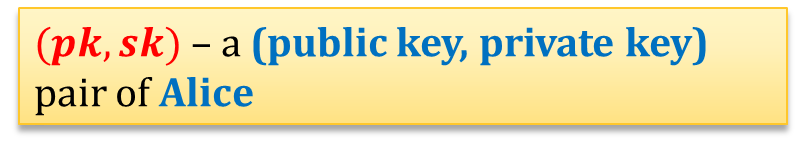 (pk, sk) – a (public key, private key)
pair of Alice